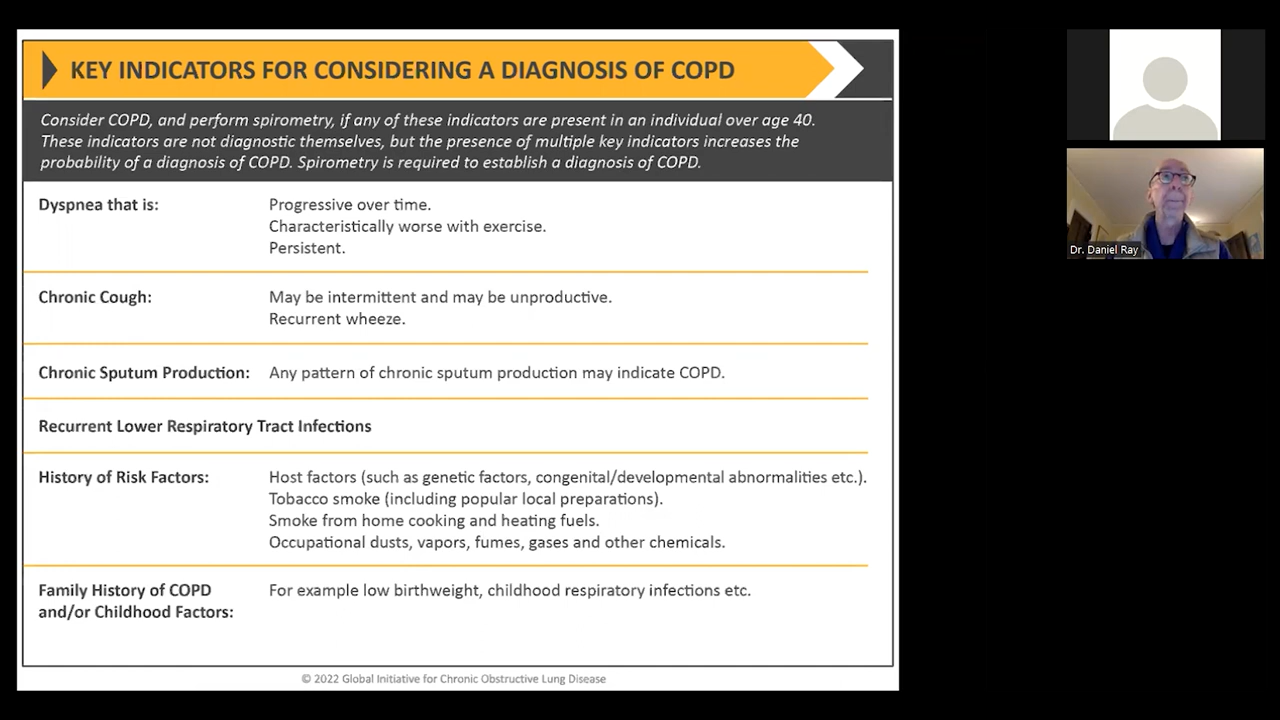 KEY INDICATORS FOR CONSIDERING A DIAGNOSIS OF COPD
Consider COPD, and perform spirometry, if any of these indicators are present in an individual over age 40.
These indicators are not diagnostic themselves, but the presence of multiple key indicators increases the
probability of a diagnosis of COPD. Spirometry is required to establish a diagnosis of COPD.
Dyspnea that is: Progressive over time.
Characteristically worse with exercise.
Persistent.
Chronic Cough: May be intermittent and may be unproductive.
Recurrent wheeze.
Chronic Sputum Production: Any pattern of chronic sputum production may indicate COPD.
Recurrent Lower Respiratory Tract Infections
History of Risk Factors: Host factors (such as genetic factors, congenital/developmental abnormalities etc.).
Tobacco smoke (including popular local preparations).
Smoke from home cooking and heating fuels.
Occupational dusts, vapors, fumes, gases and other chemicals.
Family History of COPD For example low birthweight, childhood respiratory infections etc.
and/or Childhood Factors:
© 2022 Global Initiative for Chronic Obstructive Lung Disease
Dr. Daniel Ray